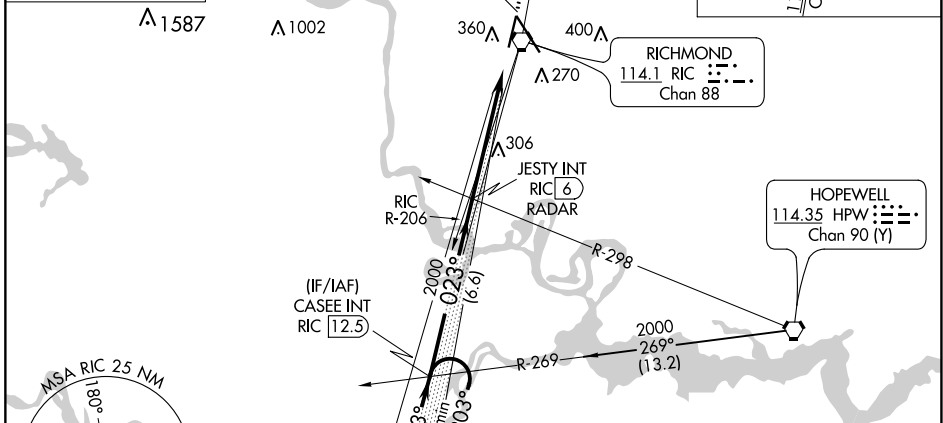 1587
1002
360
400
RICHMOND
114.1 RIC
Chan 88
270
306
JESTY INT
RIC 6
RADAR
RIC
R-206
HOPEWELL
114.35 HPW
Chan 90 (Y)
R-298
2000
023°
(6.6)
(IF/IAF)
CASEE INT
RIC 12.5
2000
269°
(13.2)
R-269
MSA RIC 25 NM
180°
03°
min